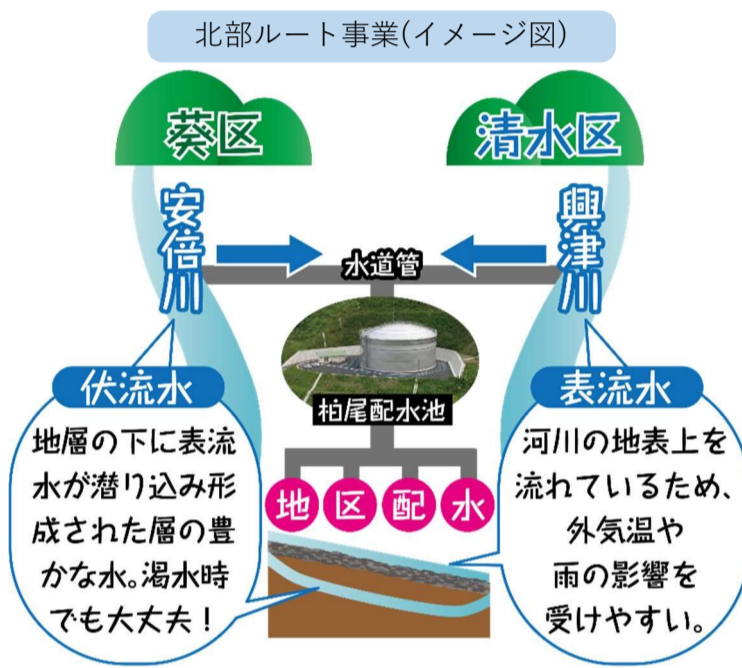 北部ルート事業(イメージ図)
葵区
清水区
安倍川
興津川
水道管
柏尾配水池
地区配水
伏流水
地層の下に表流
水が潜り込み形
成された層の豊
かな水。渇水時
でも大丈夫！
表流水
河川の地表上を
流れているため、
外気温や
雨の影響を
受けやすい。